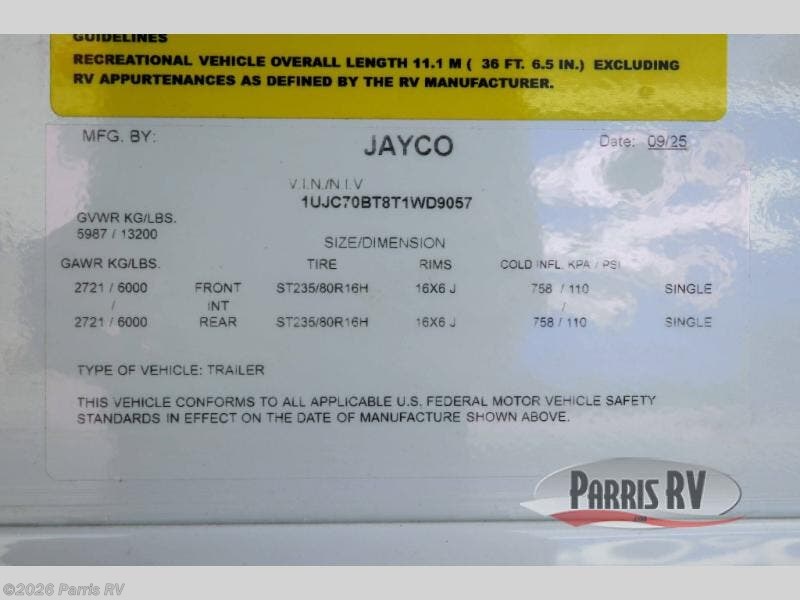 GUIDELINES
RECREATIONAL VEHICLE OVERALL LENGTH 11.1 M ( 36 FT. 6.5 IN.) EXCLUDING
RV APPURTENANCES AS DEFINED BY THE RV MANUFACTURER.
MFG. BY: JAYCO Date: 09/25
V.I.N./N.I.V
1UJC70BT8T1WD9057
GVWR KG/LBS.
5987 / 13200
SIZE/DIMENSION
GAWR KG/LBS. TIRE RIMS COLD INFL. KPA / PSI
2721 / 6000 FRONT ST235/80R16H 16X6 J 758 / 110 SINGLE
/ INT /
2721 / 6000 REAR ST235/80R16H 16X6 J 758 / 110 SINGLE
TYPE OF VEHICLE: TRAILER
THIS VEHICLE CONFORMS TO ALL APPLICABLE U.S. FEDERAL MOTOR VEHICLE SAFETY
STANDARDS IN EFFECT ON THE DATE OF MANUFACTURE SHOWN ABOVE.
PARRIS RV
©2026 Parris RV